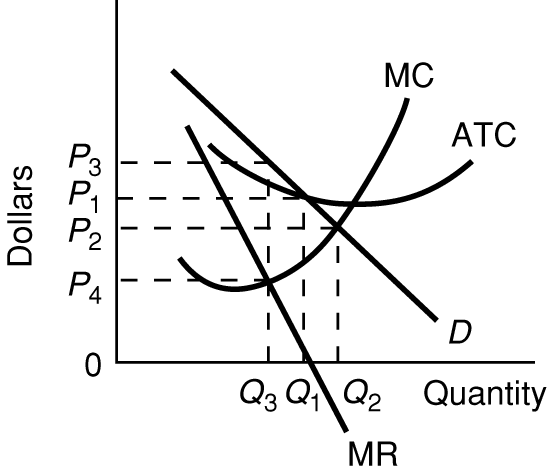 MC
ATC
Dollars
P3
P1
P2
P4
D
0
Q3 Q1 Q2 Quantity
MR